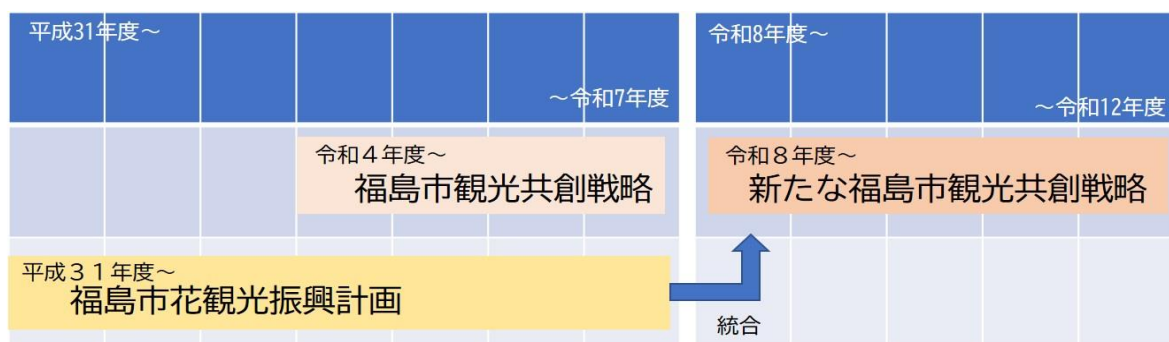 平成31年度～
～令和7年度
令和8年度～
～令和12年度
令和４年度～
福島市観光共創戦略
令和８年度～
新たな福島市観光共創戦略
平成３１年度～
福島市花観光振興計画
統合